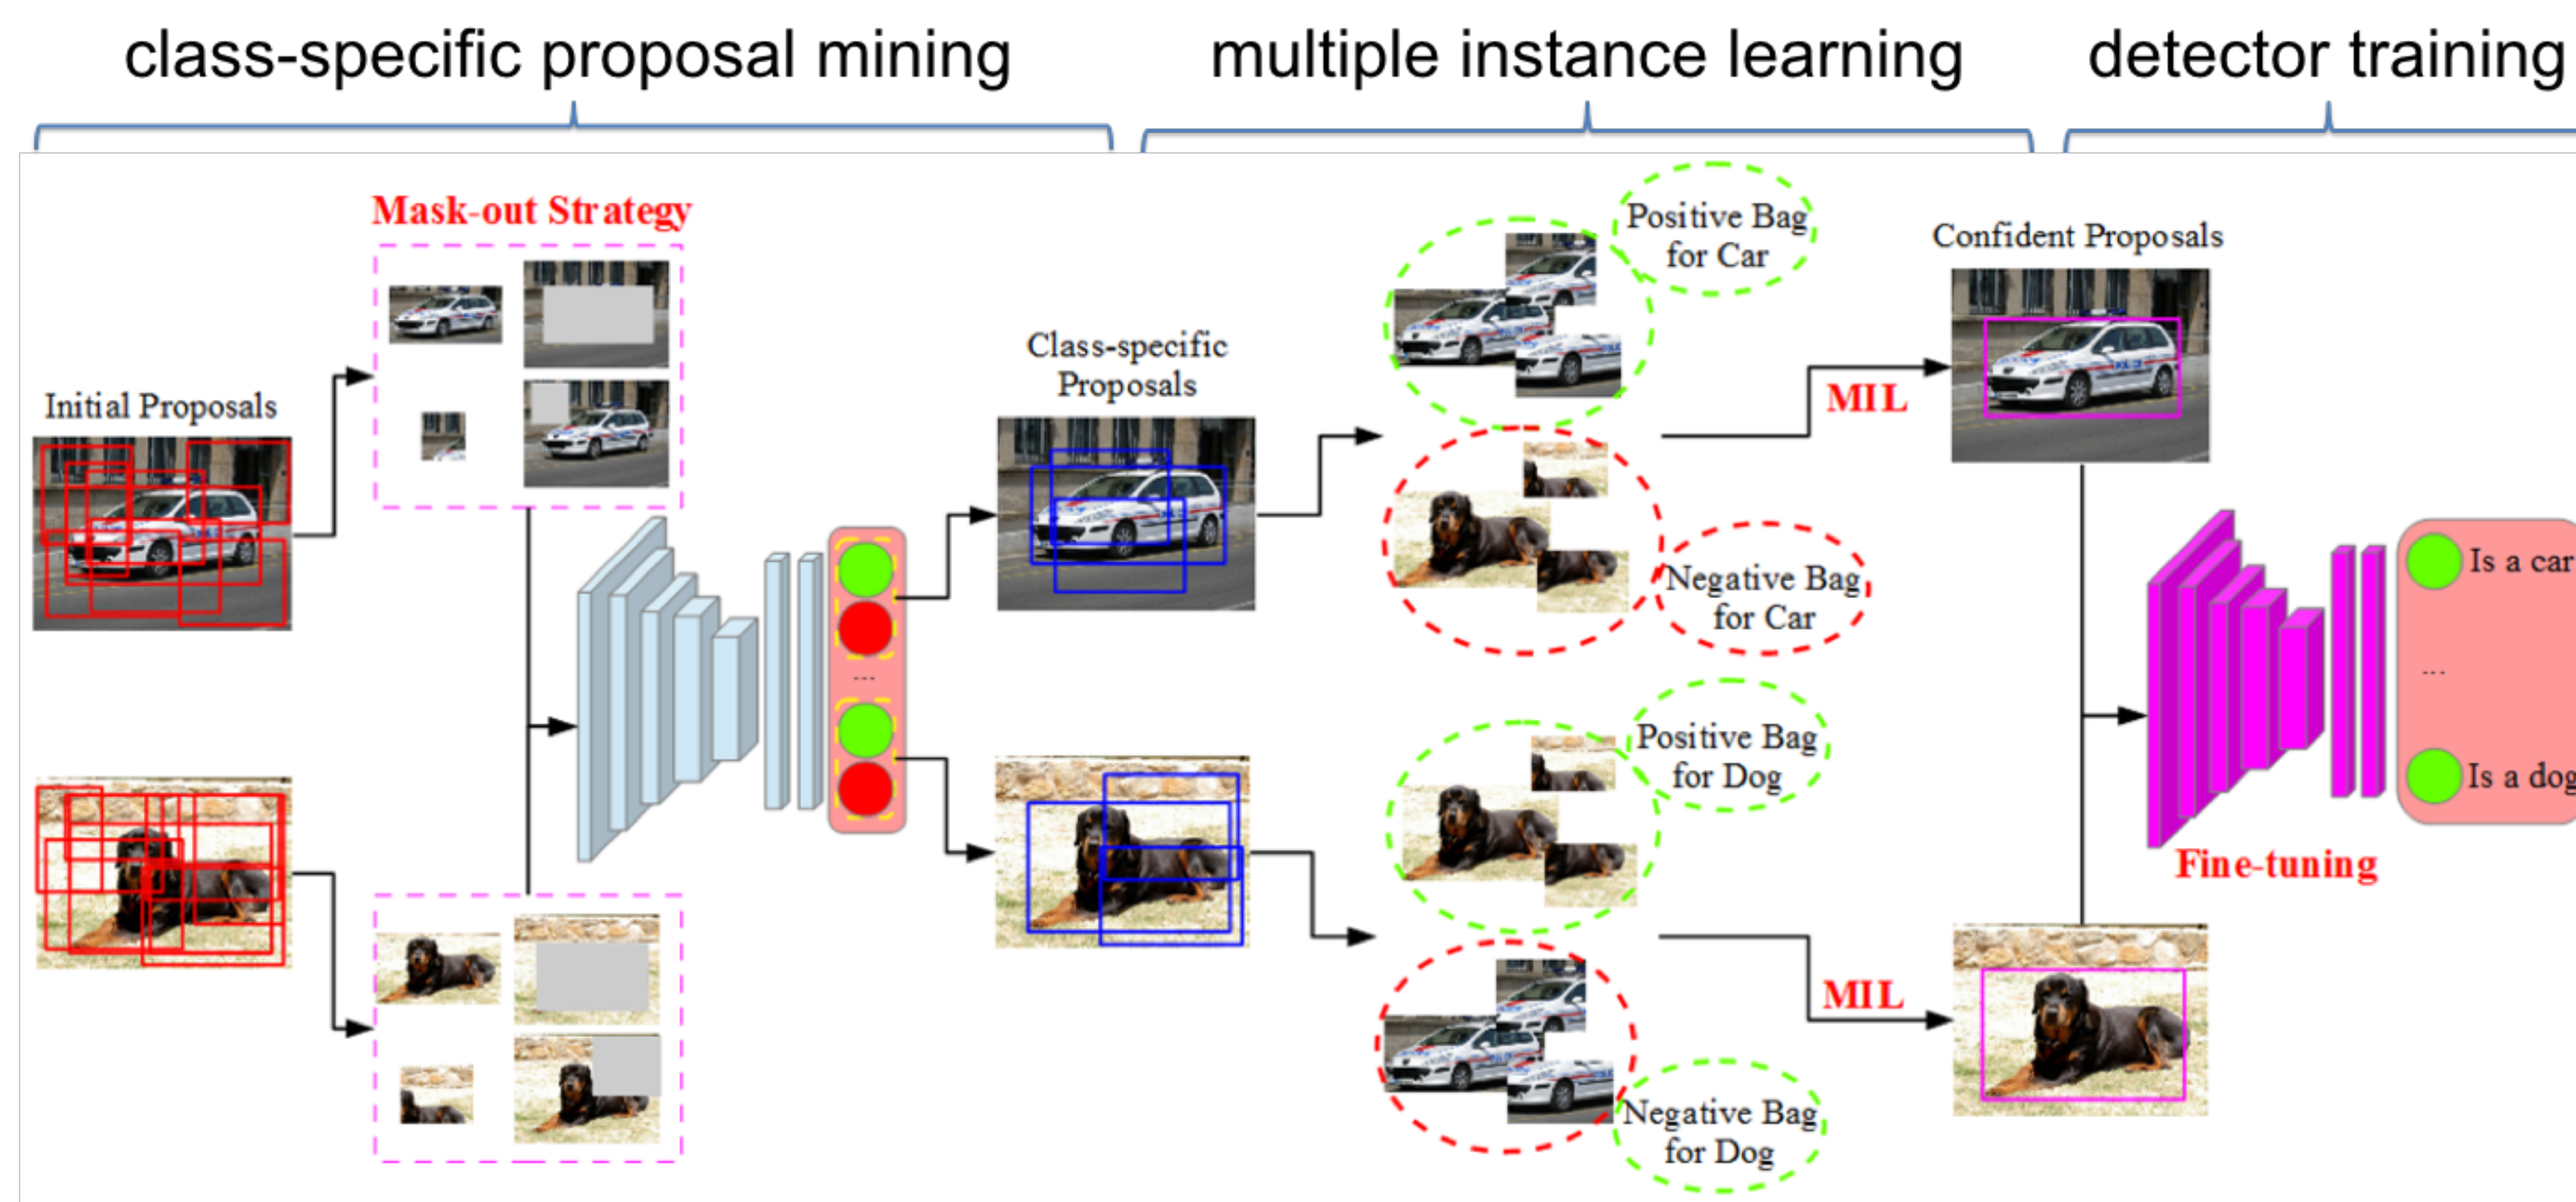 class-specific proposal mining
multiple instance learning
detector training
Mask-out Strategy
Initial Proposals
Class-specific
Proposals
Positive Bag
for Car
Negative Bag
for Car
MIL
Confident Proposals
Positive Bag
for Dog
Negative Bag
for Dog
MIL
...
Is a car
...
Is a dog
Fine-tuning